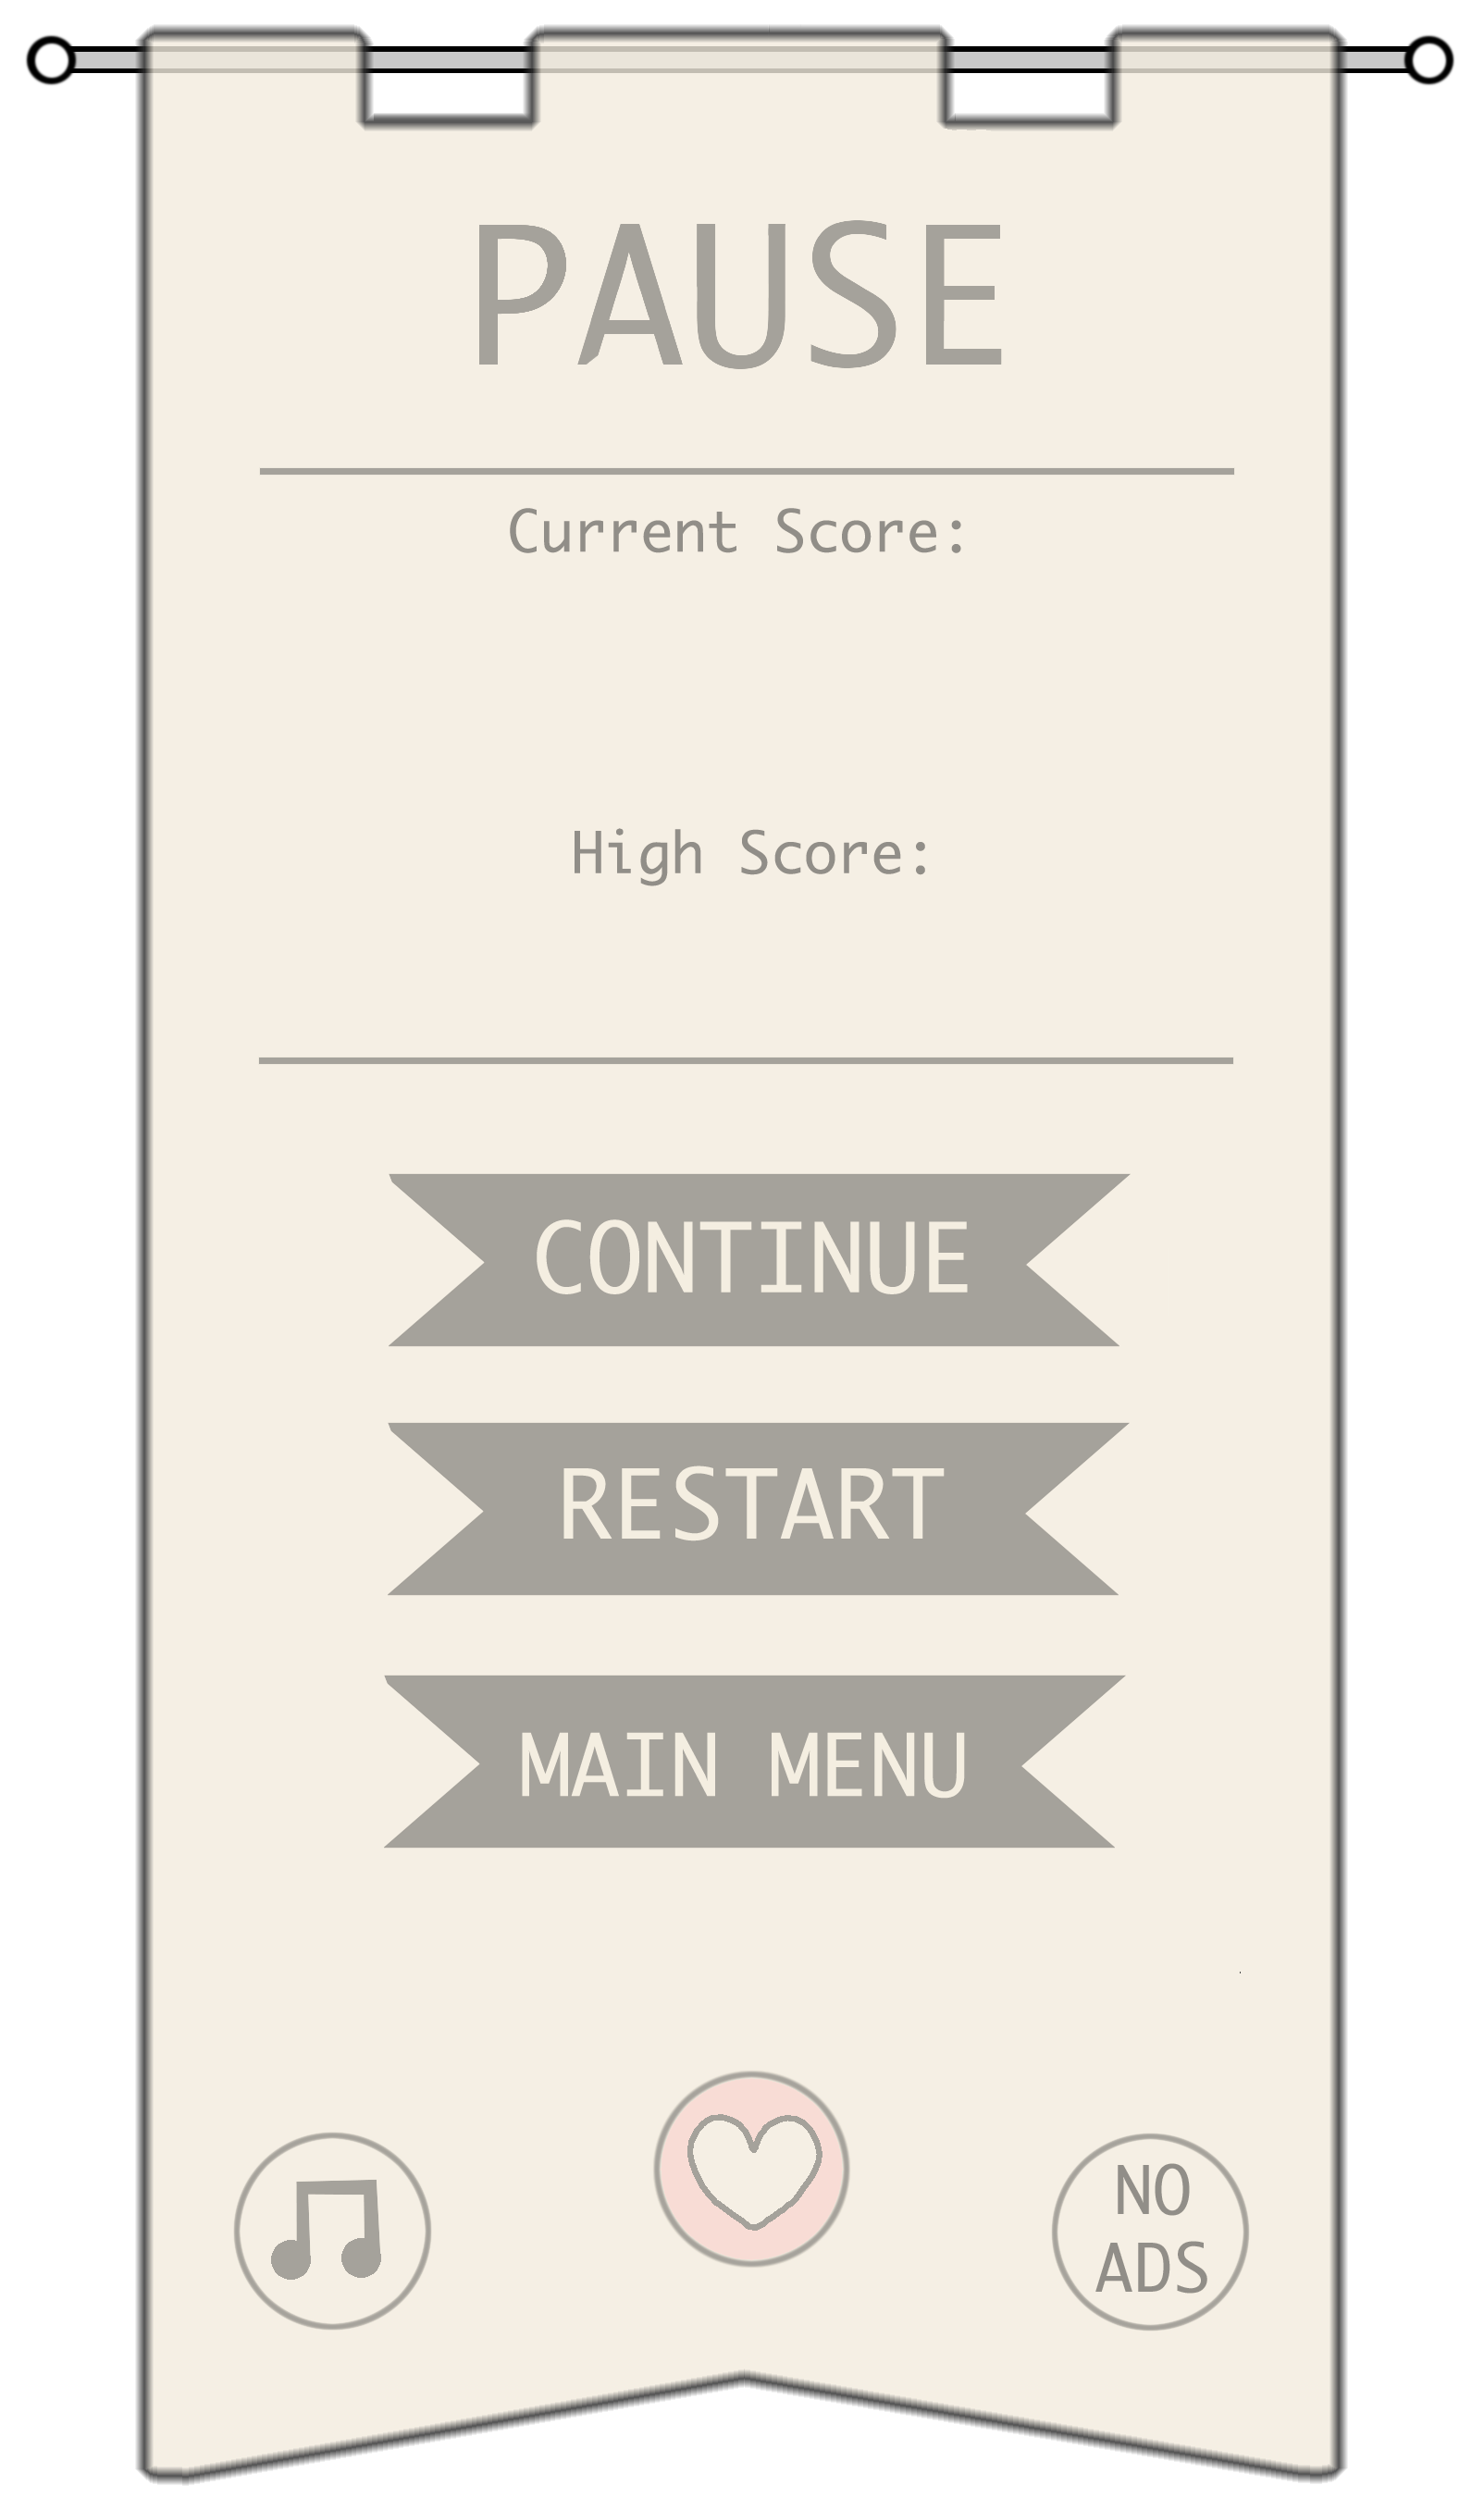 PAUSE
Current Score:
High Score:
CONTINUE
RESTART
MAIN MENU
NO
ADS